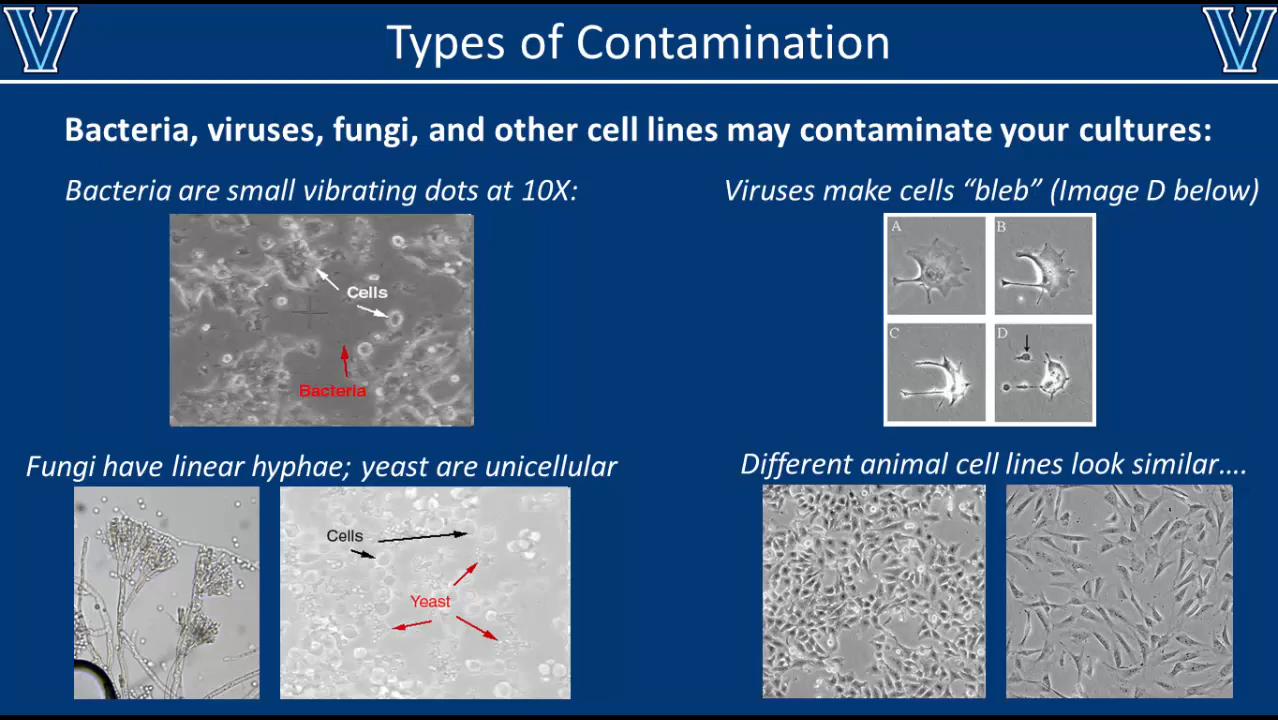 V
V
Types of Contamination
Bacteria, viruses, fungi, and other cell lines may contaminate your cultures:
Bacteria are small vibrating dots at 10X:
Cells
Bacteria
Viruses make cells “bleb” (Image D below)
A
B
C
D
Fungi have linear hyphae; yeast are unicellular
Cells
Yeast
Different animal cell lines look similar....